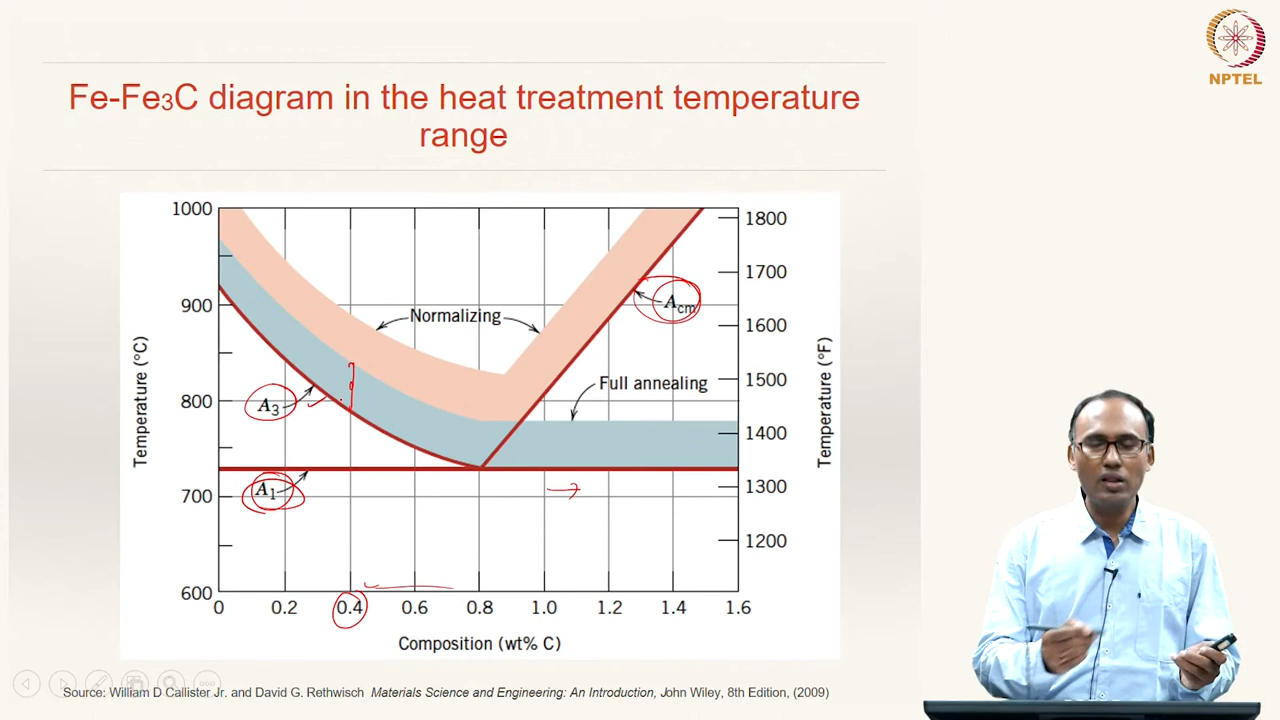 NPTEL
Fe-Fe₃C diagram in the heat treatment temperature
range
1000
900
800
700
600
Temperature (°C)
0 0.2 0.4 0.6 0.8 1.0 1.2 1.4 1.6
Composition (wt% C)
1800
1700
1600
1500
1400
1300
1200
Temperature (°F)
Acm
Normalizing
Full annealing
A3
A1
Source: William D Callister Jr. and David G. Rethwisch Materials Science and Engineering: An Introduction, John Wiley, 8th Edition, (2009)